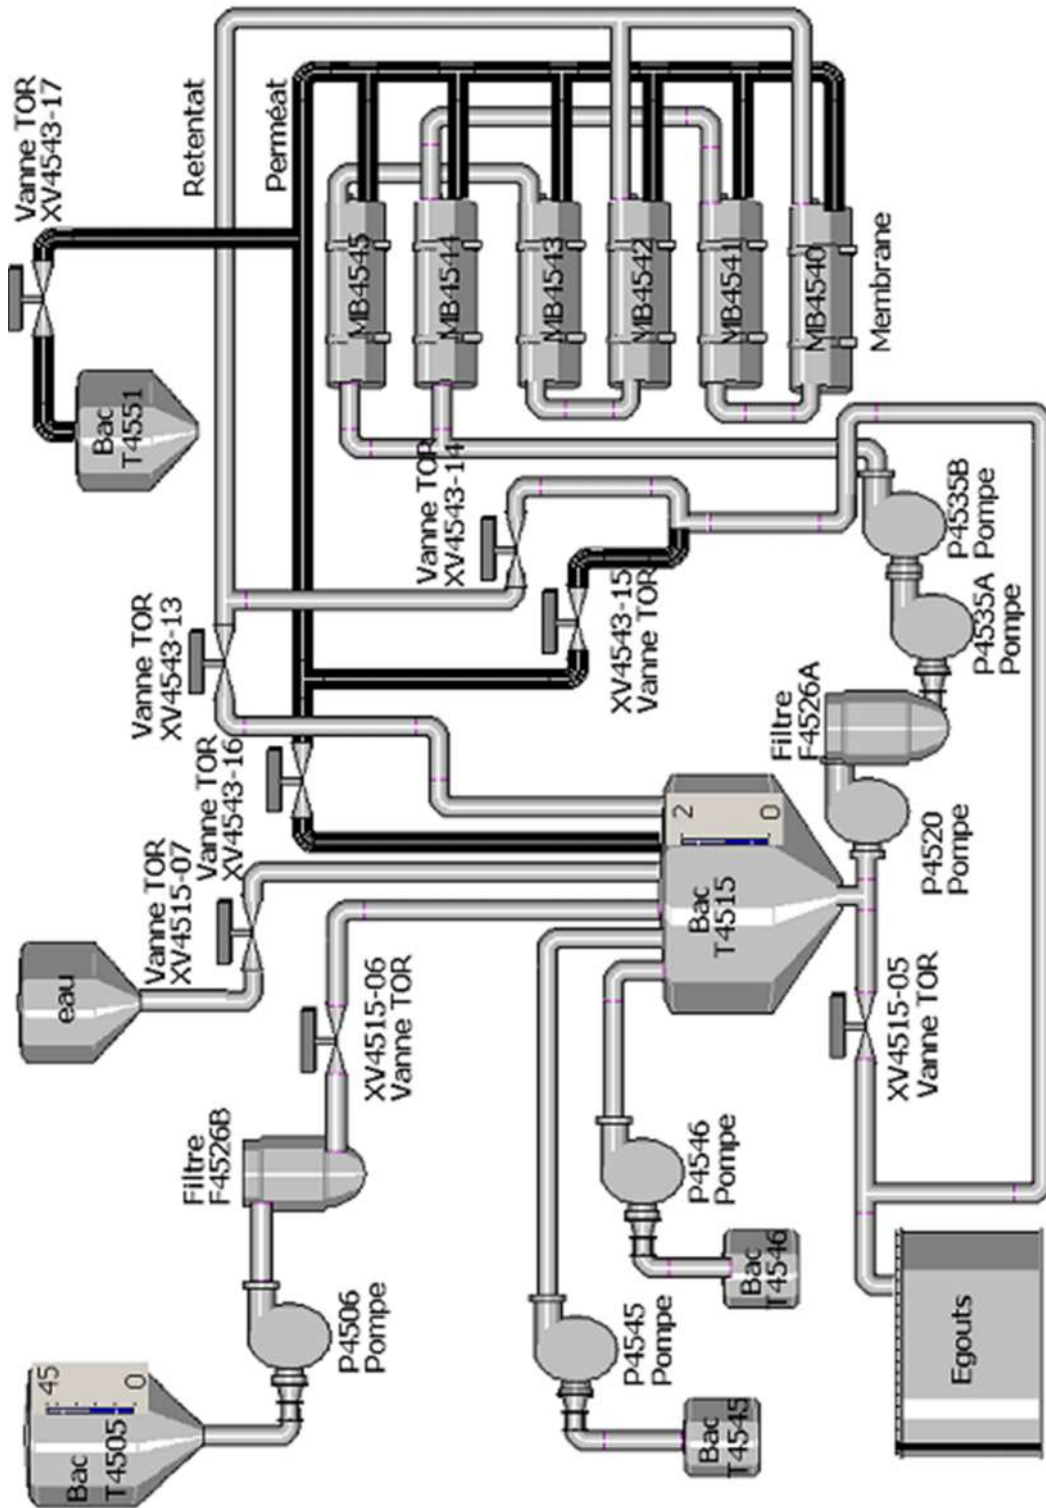 Bac
T4505
45
0
eau
Vanne TOR
XV4543-17
Bac
T4551
Vanne TOR
XV4515-07
Vanne TOR
XV4543-13
Retentat
Filtre
F4526B
Vanne TOR
XV4543-16
Perméat
P4506
Pompe
XV4515-06
Vanne TOR
MB4545
Vanne TOR
XV4543-14
MB4544
MB4543
XV4543-15
Vanne TOR
MB4542
P4545
Pompe
P4546
Pompe
Bac
T4515
2
0
MB4541
Bac
T4545
Bac
T4546
Filtre
F4526A
MB4540
XV4515-05
Vanne TOR
Membrane
P4520
Pompe
P4535A
Pompe
P4535B
Pompe
Egouts